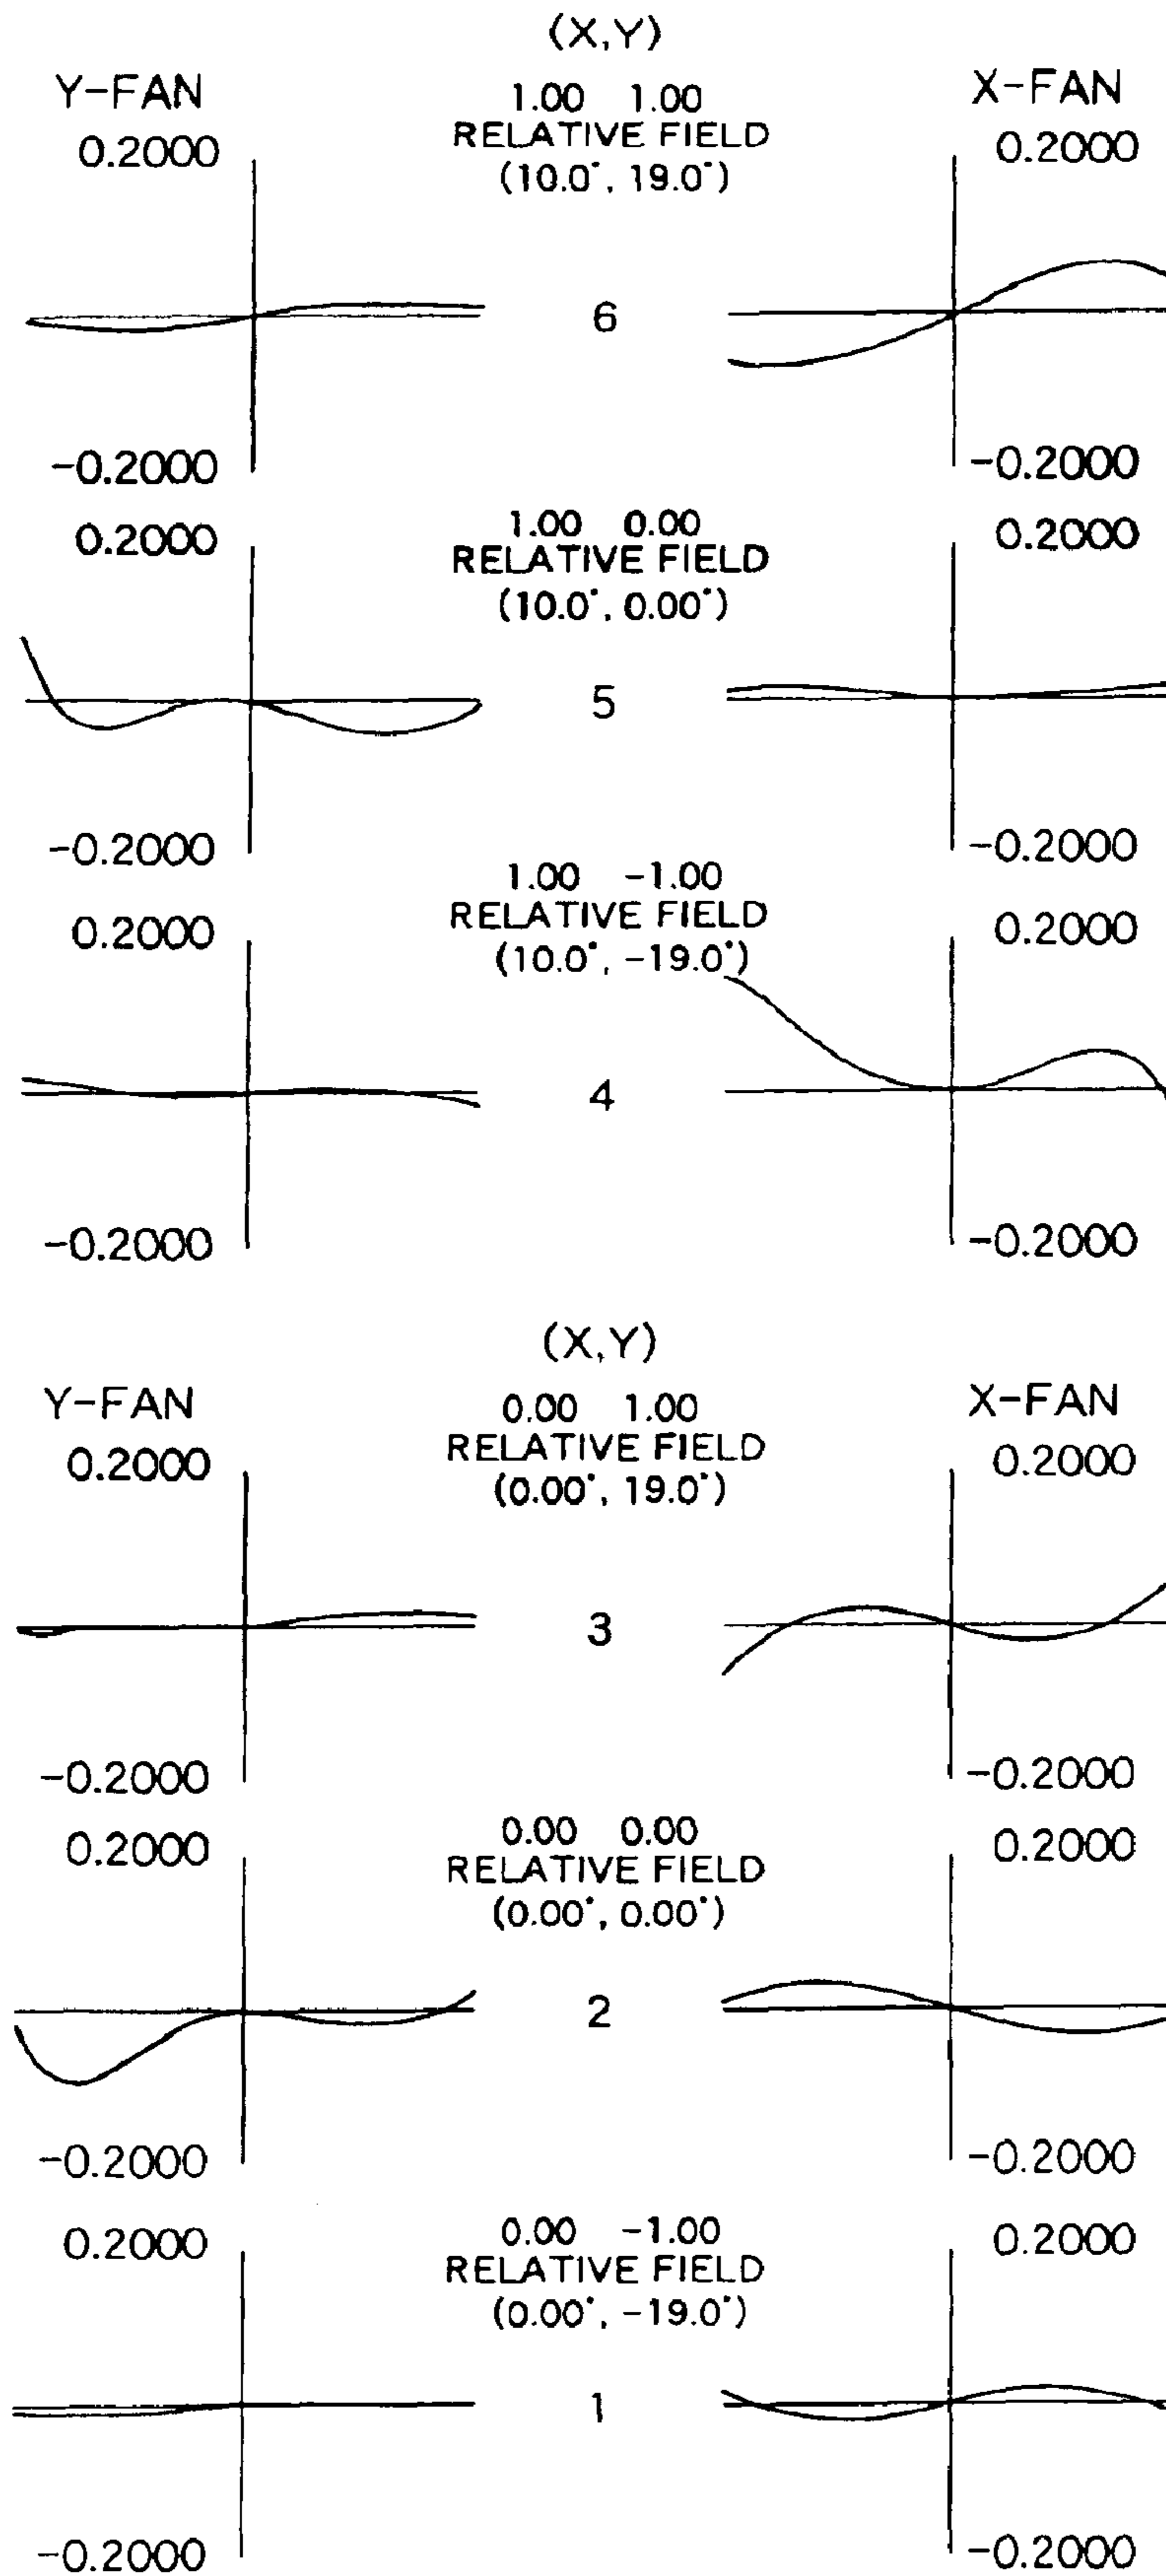 (X,Y)
Y-FAN 1.00 1.00 X-FAN
0.2000 RELATIVE FIELD 0.2000
(10.0°, 19.0°)
6
-0.2000 -0.2000
0.2000 1.00 0.00 0.2000
RELATIVE FIELD
(10.0°, 0.00°)
5
-0.2000 -0.2000
1.00 -1.00
0.2000 RELATIVE FIELD 0.2000
(10.0°, -19.0°)
4
-0.2000 -0.2000
(X,Y)
Y-FAN 0.00 1.00 X-FAN
0.2000 RELATIVE FIELD 0.2000
(0.00°, 19.0°)
3
-0.2000 -0.2000
0.2000 0.00 0.00 0.2000
RELATIVE FIELD
(0.00°, 0.00°)
2
-0.2000 -0.2000
0.2000 0.00 -1.00 0.2000
RELATIVE FIELD
(0.00°, -19.0°)
1
-0.2000 -0.2000